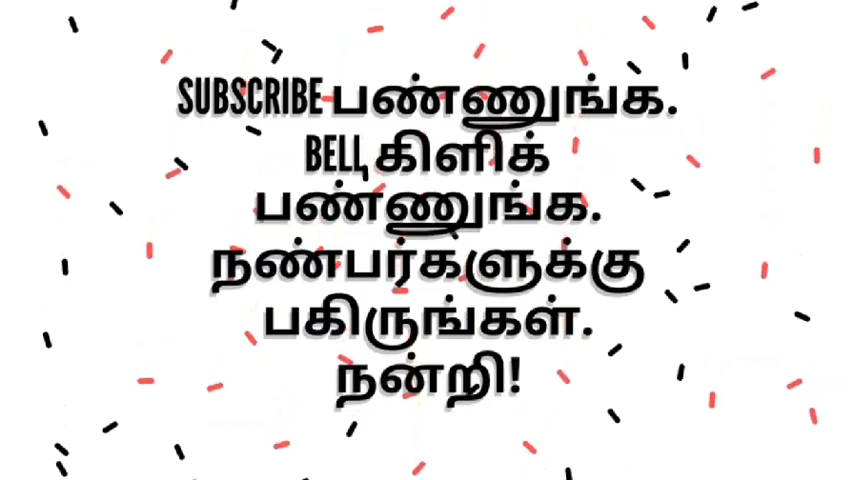 SUBSCRIBE பண்ணுங்க.
BELL கிளிக்
பண்ணுங்க.
நண்பர்களுக்கு
பகிருங்கள்.
நன்றி!